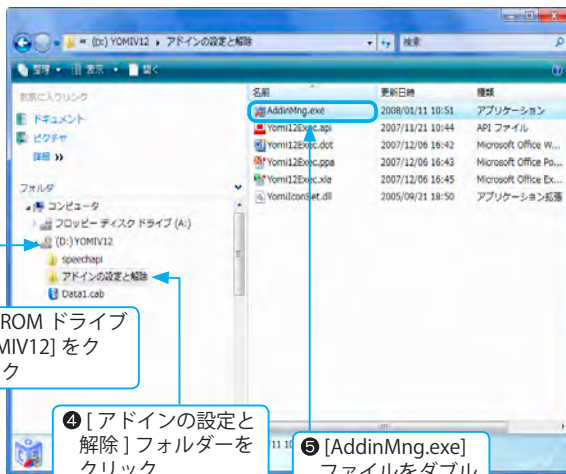 (D:) YOMIV12 ▸ アドインの設定と解除
検索
整理 表示 開く
お気に入りリンク
ドキュメント
ピクチャ
詳細 »
フォルダ
コンピュータ
フロッピー ディスク ドライブ (A:)
(D:) YOMIV12
speechapi
アドインの設定と解除
Data1.cab
名前 更新日時 種類
AddinMng.exe 2008/01/11 10:51 アプリケーション
Yomi12Exec.api 2007/11/21 10:44 API ファイル
Yomi12Exec.dot 2007/12/06 16:42 Microsoft Office W...
Yomi12Exec.ppa 2007/12/06 16:43 Microsoft Office Po...
Yomi12Exec.xla 2007/12/06 16:45 Microsoft Office Ex...
YomiIconSet.dll 2005/09/21 18:50 アプリケーション拡張
ROM ドライブ
MIV12] をク
ック
❹ [ アドインの設定と
解除 ] フォルダーを
クリック
❺ [AddinMng.exe]
ファイルをダブル